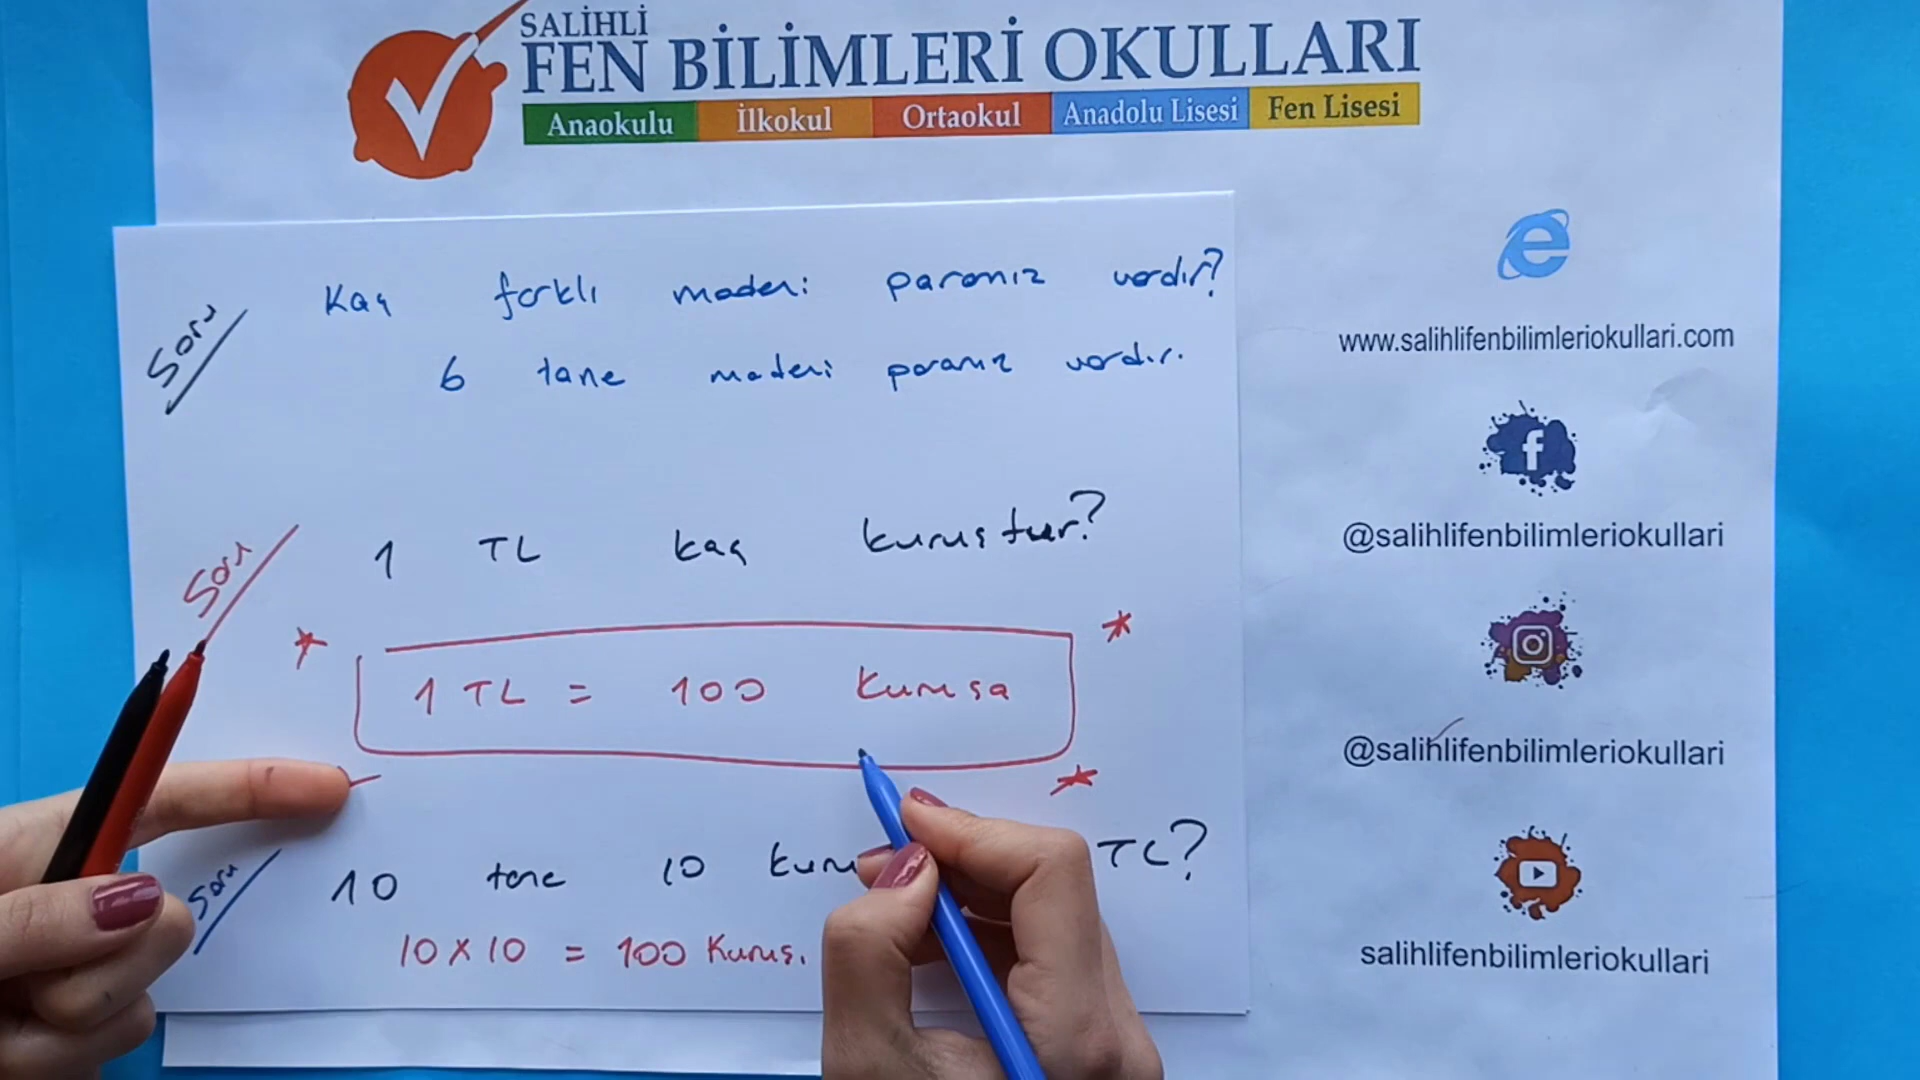 SALİHLİ
FEN BİLİMLERİ OKULLARI
Anaokulu İlkokul Ortaokul Anadolu Lisesi Fen Lisesi
Soru
Kaç farklı madeni paramız vardır?
6 tane madeni paramız vardır.
Soru
1 TL kaç kuruştur?
1 TL = 100 Kuruşa
Soru
10 tane 10 TL?
10 x 10 = 100 Kuruş.
www.salihlifenbilimleriokullari.com
@salihlifenbilimleriokullari
@salihlifenbilimleriokullari
salihlifenbilimleriokullari